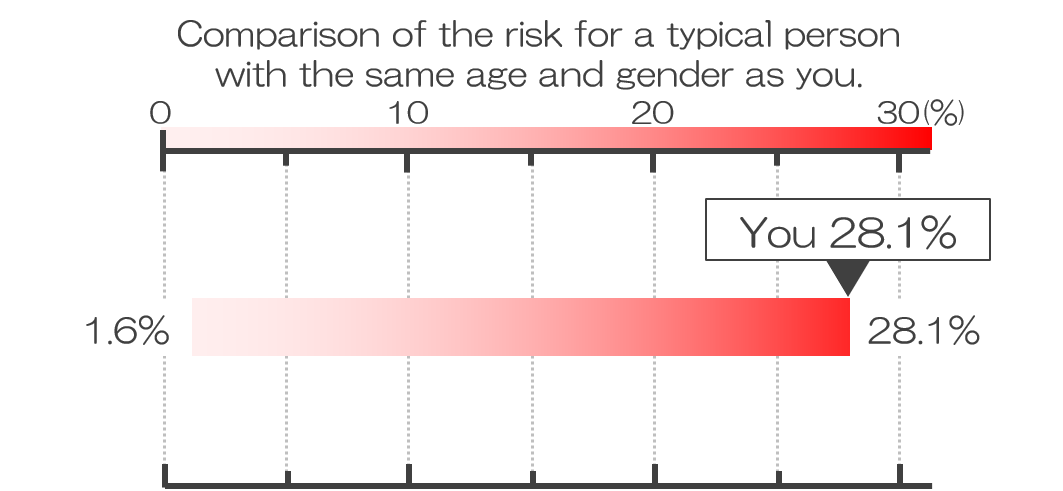 Comparison of the risk for a typical person
with the same age and gender as you.
0 10 20 30(%)
You 28.1%
1.6% 28.1%